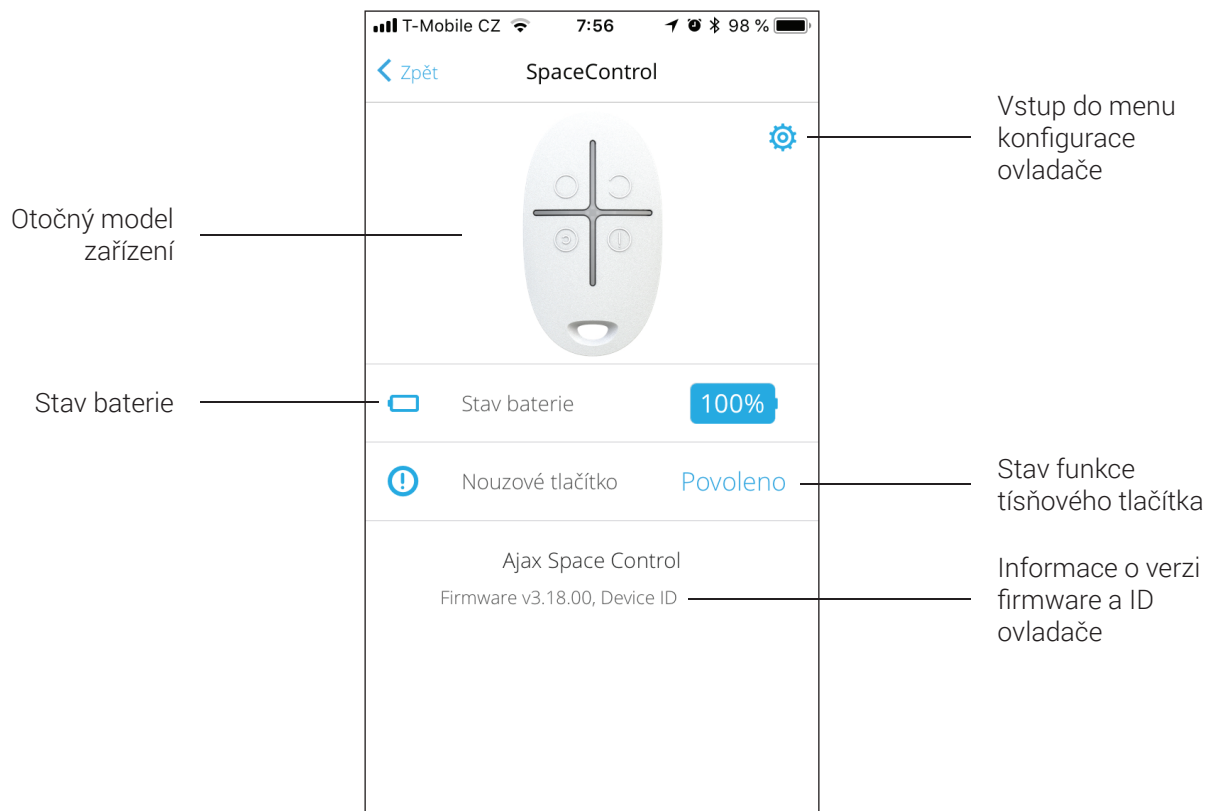 T-Mobile CZ 7:56 98 %
Zpět SpaceControl
Vstup do menu
konfigurace
ovladače
Otočný model
zařízení
Stav baterie
Stav baterie 100%
Nouzové tlačítko Povoleno
Stav funkce
tísňového tlačítka
Ajax Space Control
Firmware v3.18.00, Device ID
Informace o verzi
firmware a ID
ovladače